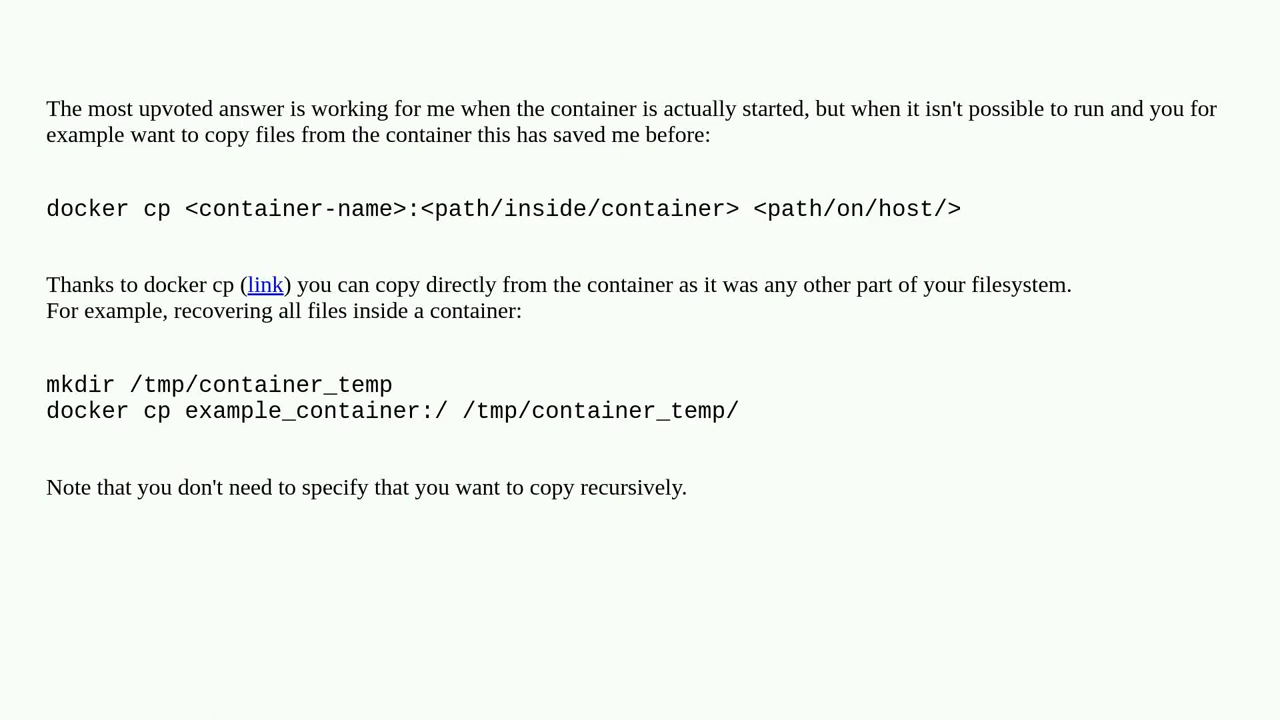 The most upvoted answer is working for me when the container is actually started, but when it isn't possible to run and you for
example want to copy files from the container this has saved me before:
docker cp <container-name>:<path/inside/container> <path/on/host/>
Thanks to docker cp (link) you can copy directly from the container as it was any other part of your filesystem.
For example, recovering all files inside a container:
mkdir /tmp/container_temp
docker cp example_container:/ /tmp/container_temp/
Note that you don't need to specify that you want to copy recursively.